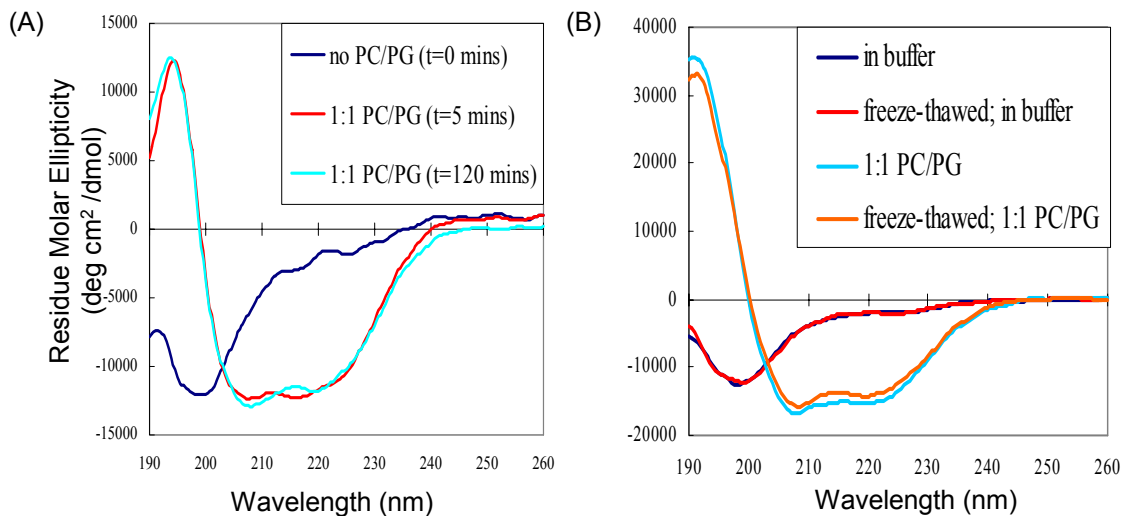 (A)
Residue Molar Ellipticity
(deg cm² /dmol)
15000
10000
5000
0
-5000
-10000
-15000
no PC/PG (t=0 mins)
1:1 PC/PG (t=5 mins)
1:1 PC/PG (t=120 mins)
190 200 210 220 230 240 250 260
Wavelength (nm)
(B)
40000
30000
20000
10000
0
-10000
-20000
in buffer
freeze-thawed; in buffer
1:1 PC/PG
freeze-thawed; 1:1 PC/PG
190 200 210 220 230 240 250 260
Wavelength (nm)